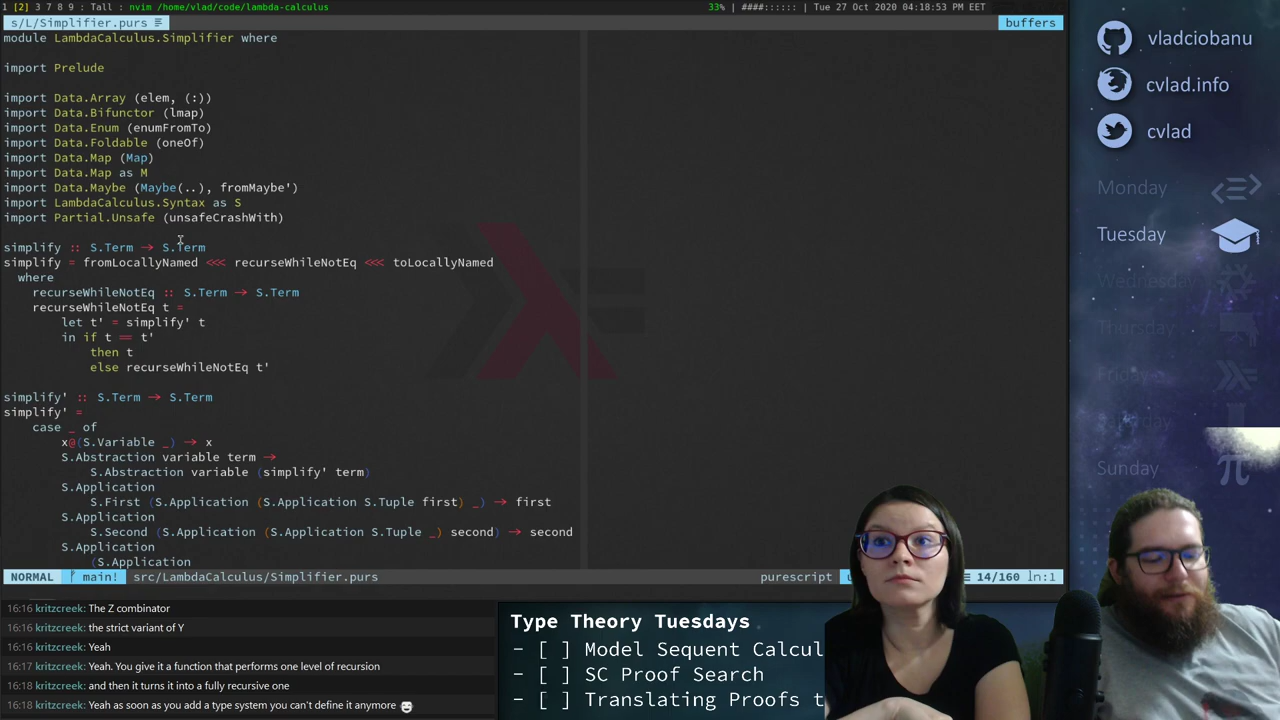 1 [2] 3 7 8 9 : Tall : nvim /home/vlad/code/lambda-calculus
33% | ####:::::: | Tue 27 Oct 2020 04:18:53 PM EET
s/L/Simplifier.purs
buffers
module LambdaCalculus.Simplifier where
import Prelude
import Data.Array (elem, (:))
import Data.Bifunctor (lmap)
import Data.Enum (enumFromTo)
import Data.Foldable (oneOf)
import Data.Map (Map)
import Data.Map as M
import Data.Maybe (Maybe(..), fromMaybe')
import LambdaCalculus.Syntax as S
import Partial.Unsafe (unsafeCrashWith)
simplify :: S.Term → S.Term
simplify = fromLocallyNamed <<< recurseWhileNotEq <<< toLocallyNamed
where
recurseWhileNotEq :: S.Term → S.Term
recurseWhileNotEq t =
let t' = simplify' t
in if t == t'
then t
else recurseWhileNotEq t'
simplify' :: S.Term → S.Term
simplify' =
case _ of
x@(S.Variable _) → x
S.Abstraction variable term →
S.Abstraction variable (simplify' term)
S.Application
S.First (S.Application (S.Application S.Tuple first) _) → first
S.Application
S.Second (S.Application (S.Application S.Tuple _) second) → second
S.Application
(S.Application
NORMAL main! src/LambdaCalculus/Simplifier.purs
purescript
14/160 ln:1
16:16 kritzcreek: The Z combinator
16:16 kritzcreek: the strict variant of Y
16:16 kritzcreek: Yeah
16:17 kritzcreek: Yeah. You give it a function that performs one level of recursion
16:18 kritzcreek: and then it turns it into a fully recursive one
16:18 kritzcreek: Yeah as soon as you add a type system you can't define it anymore
Type Theory Tuesdays
- [ ] Model Sequent Calcul
- [ ] SC Proof Search
- [ ] Translating Proofs t
vladciobanu
cvlad.info
cvlad
Monday
Tuesday
Wednesday
Thursday
Friday
Sunday